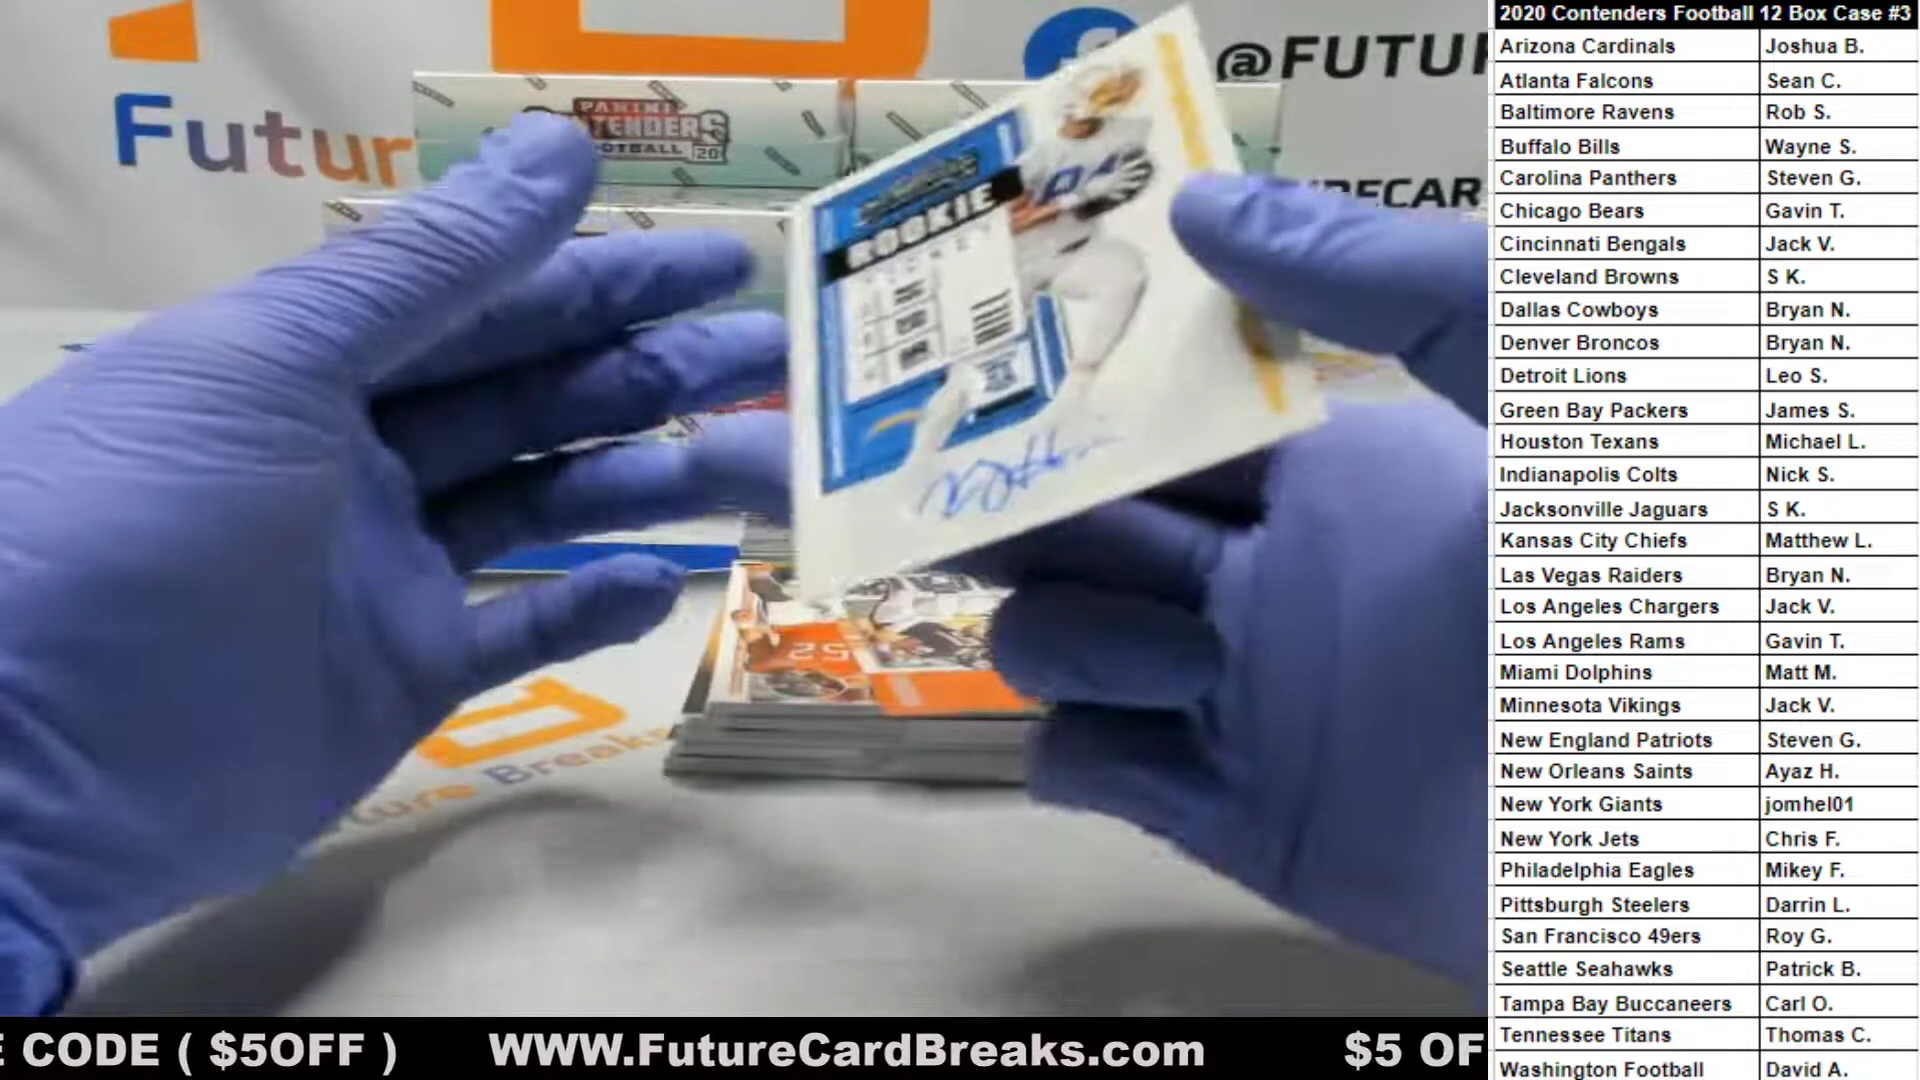 Futur
@FUTU
PANINI
CONTENDERS
FOOTBALL 20
URECAR
ROOKIE
TICKET
52
Future Breaks
E CODE ( $5OFF ) WWW.FutureCardBreaks.com $5 OF
2020 Contenders Football 12 Box Case #3
Arizona Cardinals Joshua B.
Atlanta Falcons Sean C.
Baltimore Ravens Rob S.
Buffalo Bills Wayne S.
Carolina Panthers Steven G.
Chicago Bears Gavin T.
Cincinnati Bengals Jack V.
Cleveland Browns S K.
Dallas Cowboys Bryan N.
Denver Broncos Bryan N.
Detroit Lions Leo S.
Green Bay Packers James S.
Houston Texans Michael L.
Indianapolis Colts Nick S.
Jacksonville Jaguars S K.
Kansas City Chiefs Matthew L.
Las Vegas Raiders Bryan N.
Los Angeles Chargers Jack V.
Los Angeles Rams Gavin T.
Miami Dolphins Matt M.
Minnesota Vikings Jack V.
New England Patriots Steven G.
New Orleans Saints Ayaz H.
New York Giants jomhel01
New York Jets Chris F.
Philadelphia Eagles Mikey F.
Pittsburgh Steelers Darrin L.
San Francisco 49ers Roy G.
Seattle Seahawks Patrick B.
Tampa Bay Buccaneers Carl O.
Tennessee Titans Thomas C.
Washington Football David A.